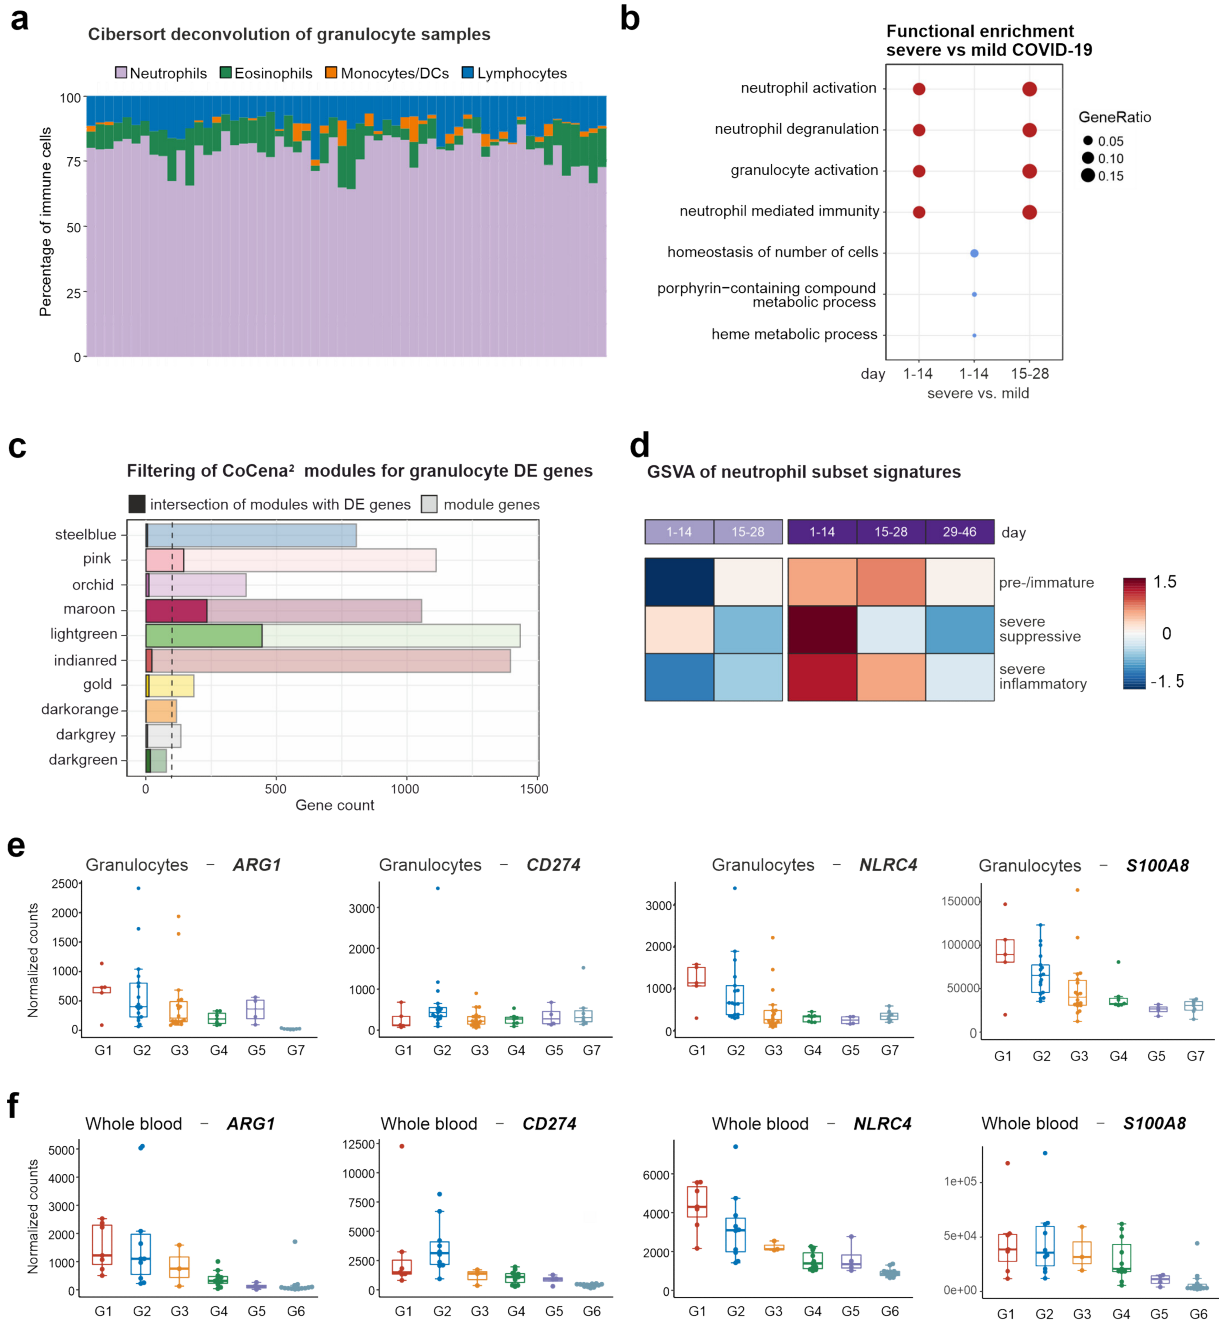 a
Cibersort deconvolution of granulocyte samples
Neutrophils Eosinophils Monocytes/DCs Lymphocytes
Percentage of immune cells
100
75
50
25
0
b
Functional enrichment
severe vs mild COVID-19
neutrophil activation
neutrophil degranulation
granulocyte activation
neutrophil mediated immunity
homeostasis of number of cells
porphyrin−containing compound
metabolic process
heme metabolic process
day 1-14 1-14 15-28
severe vs. mild
GeneRatio
0.05
0.10
0.15
c
Filtering of CoCena² modules for granulocyte DE genes
intersection of modules with DE genes module genes
steelblue
pink
orchid
maroon
lightgreen
indianred
gold
darkorange
darkgrey
darkgreen
0 500 1000 1500
Gene count
d
GSVA of neutrophil subset signatures
1-14 15-28 1-14 15-28 29-46 day
pre-/immature
severe
suppressive
severe
inflammatory
1.5
0
-1.5
e
Granulocytes – ARG1
Normalized counts
2500
2000
1500
1000
500
0
G1 G2 G3 G4 G5 G7
Granulocytes – CD274
3000
2000
1000
0
G1 G2 G3 G4 G5 G7
Granulocytes – NLRC4
3000
2000
1000
0
G1 G2 G3 G4 G5 G7
Granulocytes – S100A8
150000
100000
50000
0
G1 G2 G3 G4 G5 G7
f
Whole blood – ARG1
Normalized counts
5000
4000
3000
2000
1000
0
G1 G2 G3 G4 G5 G6
Whole blood – CD274
12500
10000
7500
5000
2500
0
G1 G2 G3 G4 G5 G6
Whole blood – NLRC4
6000
4000
2000
0
G1 G2 G3 G4 G5 G6
Whole blood – S100A8
1e+05
5e+04
0e+00
G1 G2 G3 G4 G5 G6